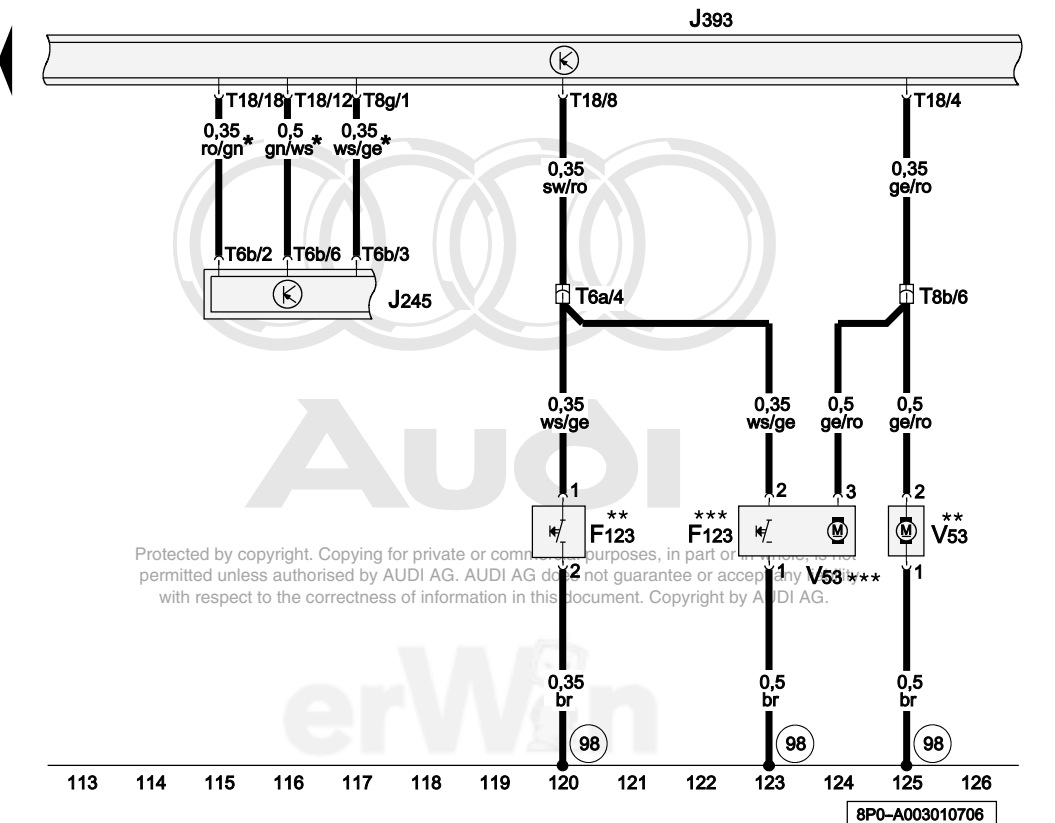 J393
T18/18 T18/12 T8g/1 T18/8 T18/4
0,35 0,5 0,35
ro/gn* gn/ws* ws/ge*
0,35 0,35
sw/ro ge/ro
T6b/2 T6b/6 T6b/3
J245
T6a/4 T8b/6
0,35 0,35 0,5 0,5
ws/ge ws/ge ge/ro ge/ro
Audi
1 2 3 2
** *** **
F123 F123 M M V53
Protected by copyright. Copying for private or commercial purposes, in part or in whole, is not
permitted unless authorised by AUDI AG. AUDI AG does not guarantee or accept any liability
with respect to the correctness of information in this document. Copyright by AUDI AG.
2 1 V53 *** 1
erWin
0,35 0,5 0,5
br br br
98 98 98
113 114 115 116 117 118 119 120 121 122 123 124 125 126
8P0–A003010706